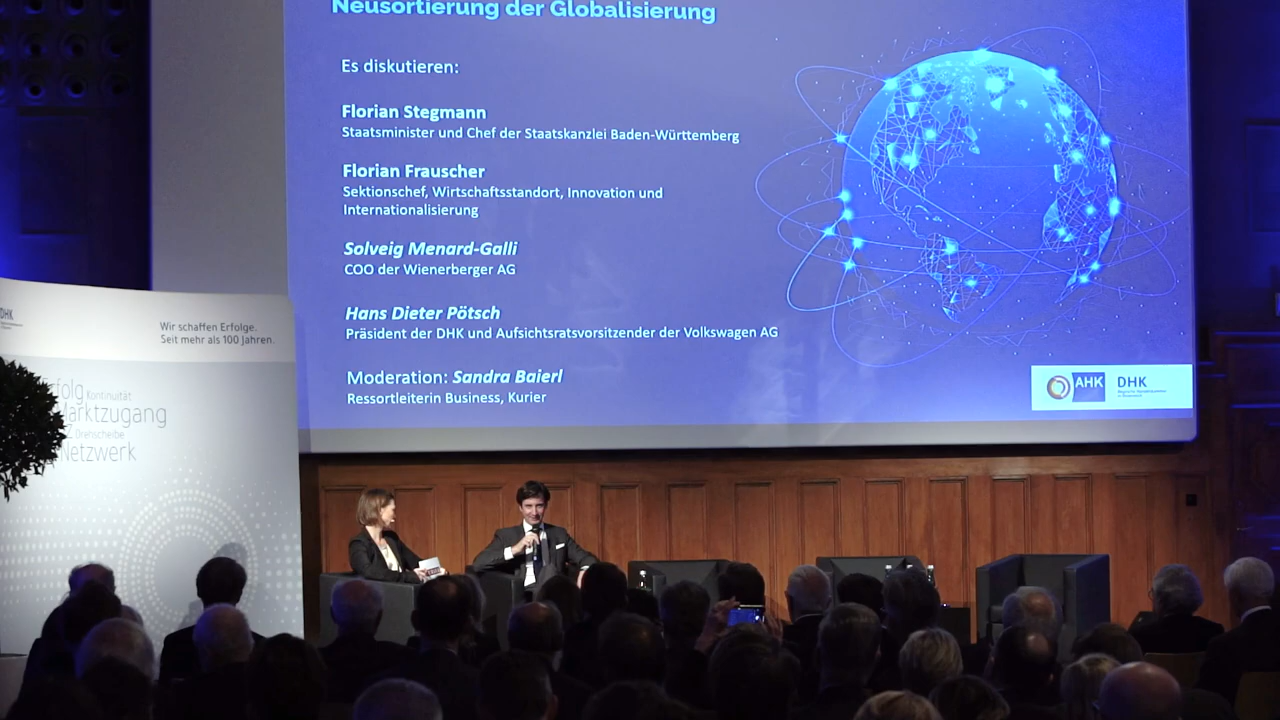 Neusortierung der Globalisierung
Es diskutieren:
Florian Stegmann
Staatsminister und Chef der Staatskanzlei Baden-Württemberg
Florian Frauscher
Sektionschef, Wirtschaftsstandort, Innovation und
Internationalisierung
Solveig Menard-Galli
COO der Wienerberger AG
Hans Dieter Pötsch
Präsident der DHK und Aufsichtsratsvorsitzender der Volkswagen AG
Moderation: Sandra Baierl
Ressortleiterin Business, Kurier
AHK DHK
DHK
Wir schaffen Erfolge.
Seit mehr als 100 Jahren.
Erfolg Kontinuität
Marktzugang
Drehscheibe
Netzwerk